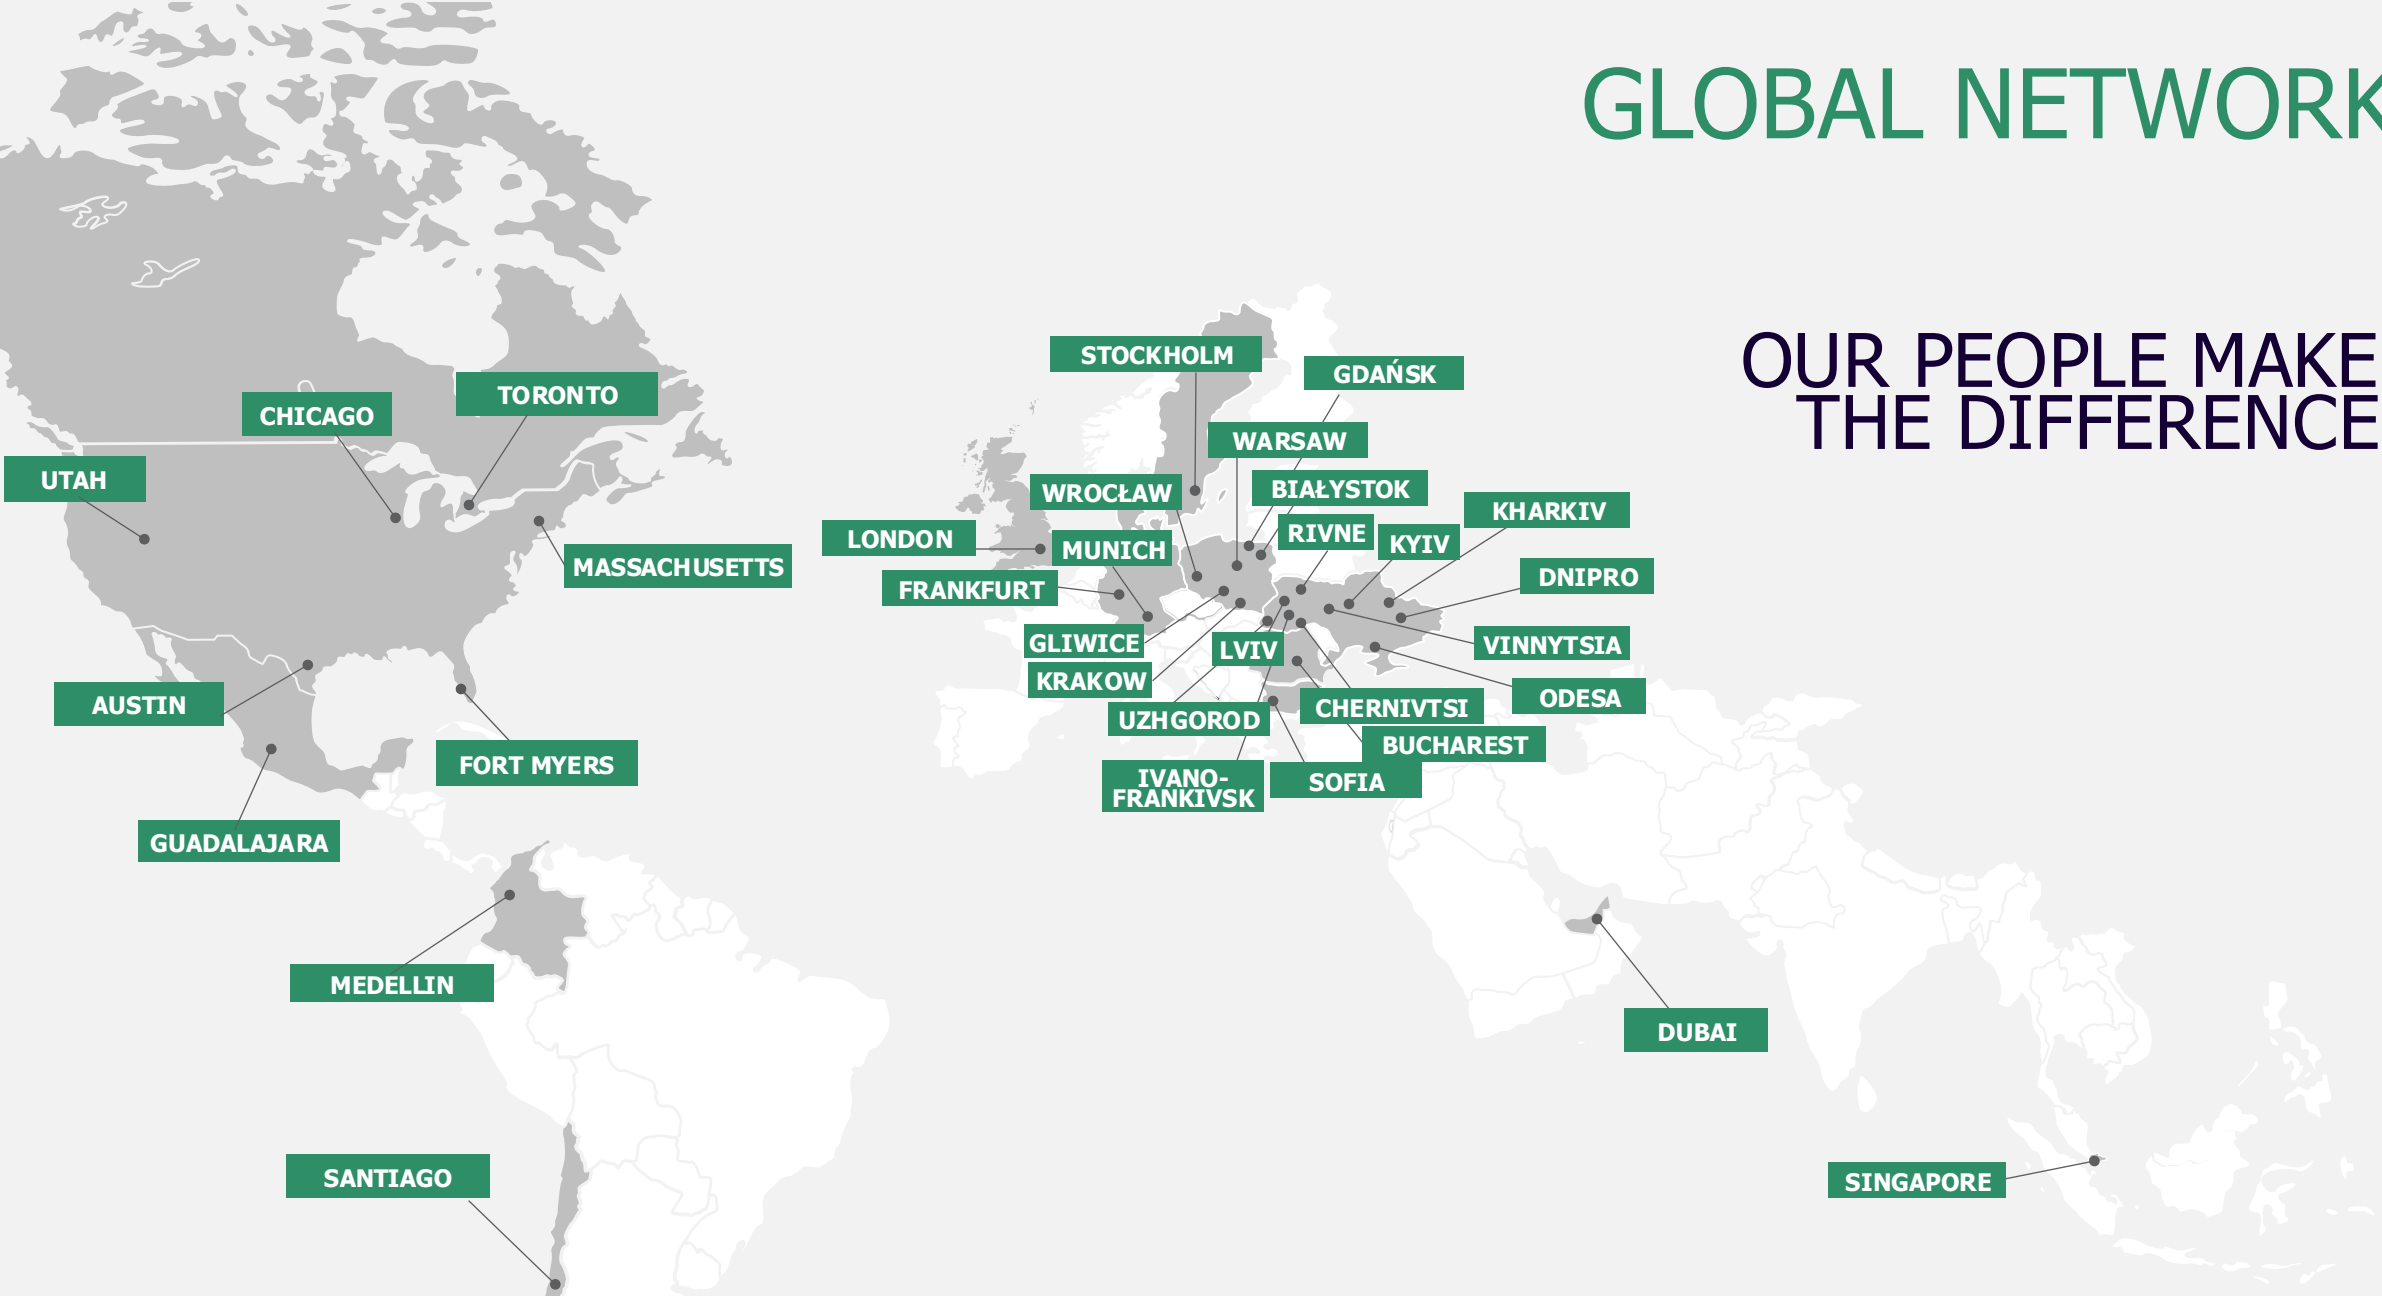 GLOBAL NETWORK
OUR PEOPLE MAKE
THE DIFFERENCE
STOCKHOLM
GDAŃSK
TORONTO
CHICAGO
WARSAW
UTAH
WROCŁAW
BIAŁYSTOK
KHARKIV
RIVNE
LONDON
MUNICH
KYIV
MASSACHUSETTS
FRANKFURT
DNIPRO
GLIWICE
LVIV
VINNYTSIA
KRAKOW
AUSTIN
ODESA
UZHGOROD
CHERNIVTSI
BUCHAREST
FORT MYERS
IVANO-
FRANKIVSK
SOFIA
GUADALAJARA
MEDELLIN
DUBAI
SANTIAGO
SINGAPORE